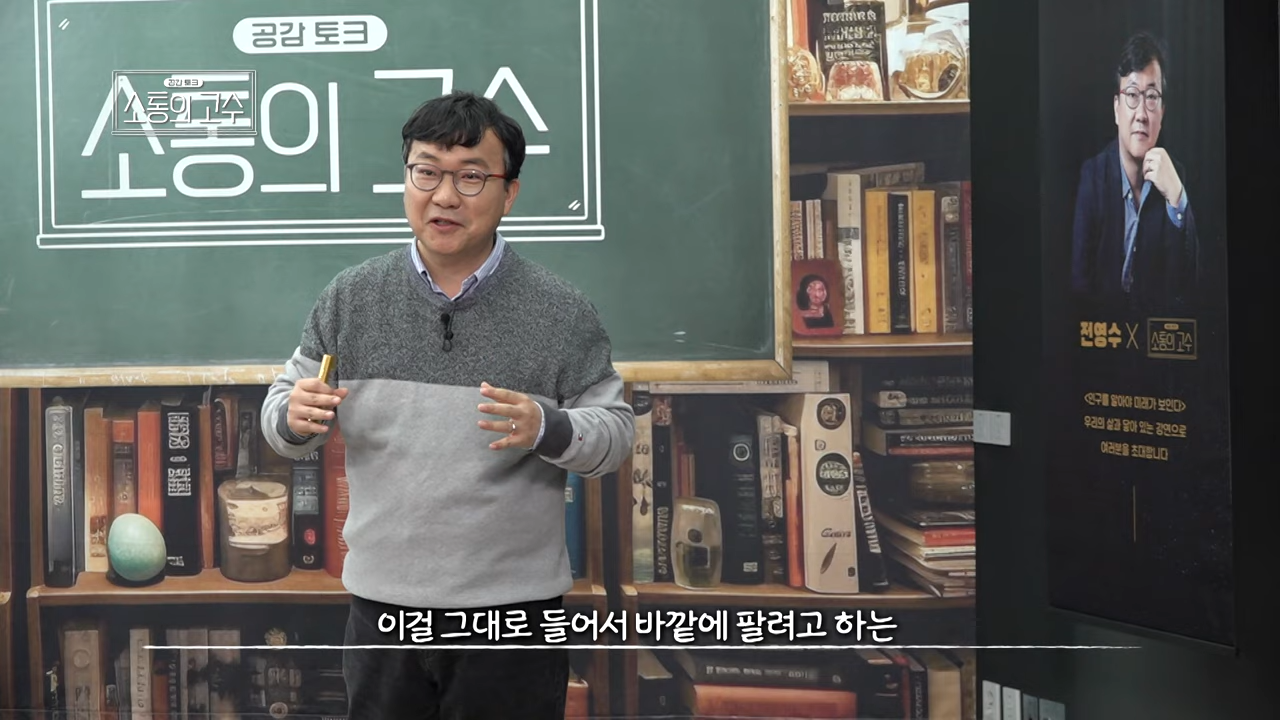 공감 토크
소통의 고수
공감 토크
소통의 고수
전영수 X 소통의 고수
<인구를 알아야 미래가 보인다>
우리의 삶과 닿아 있는 강연으로
여러분을 초대합니다
이걸 그대로 들어서 바깥에 팔려고 하는